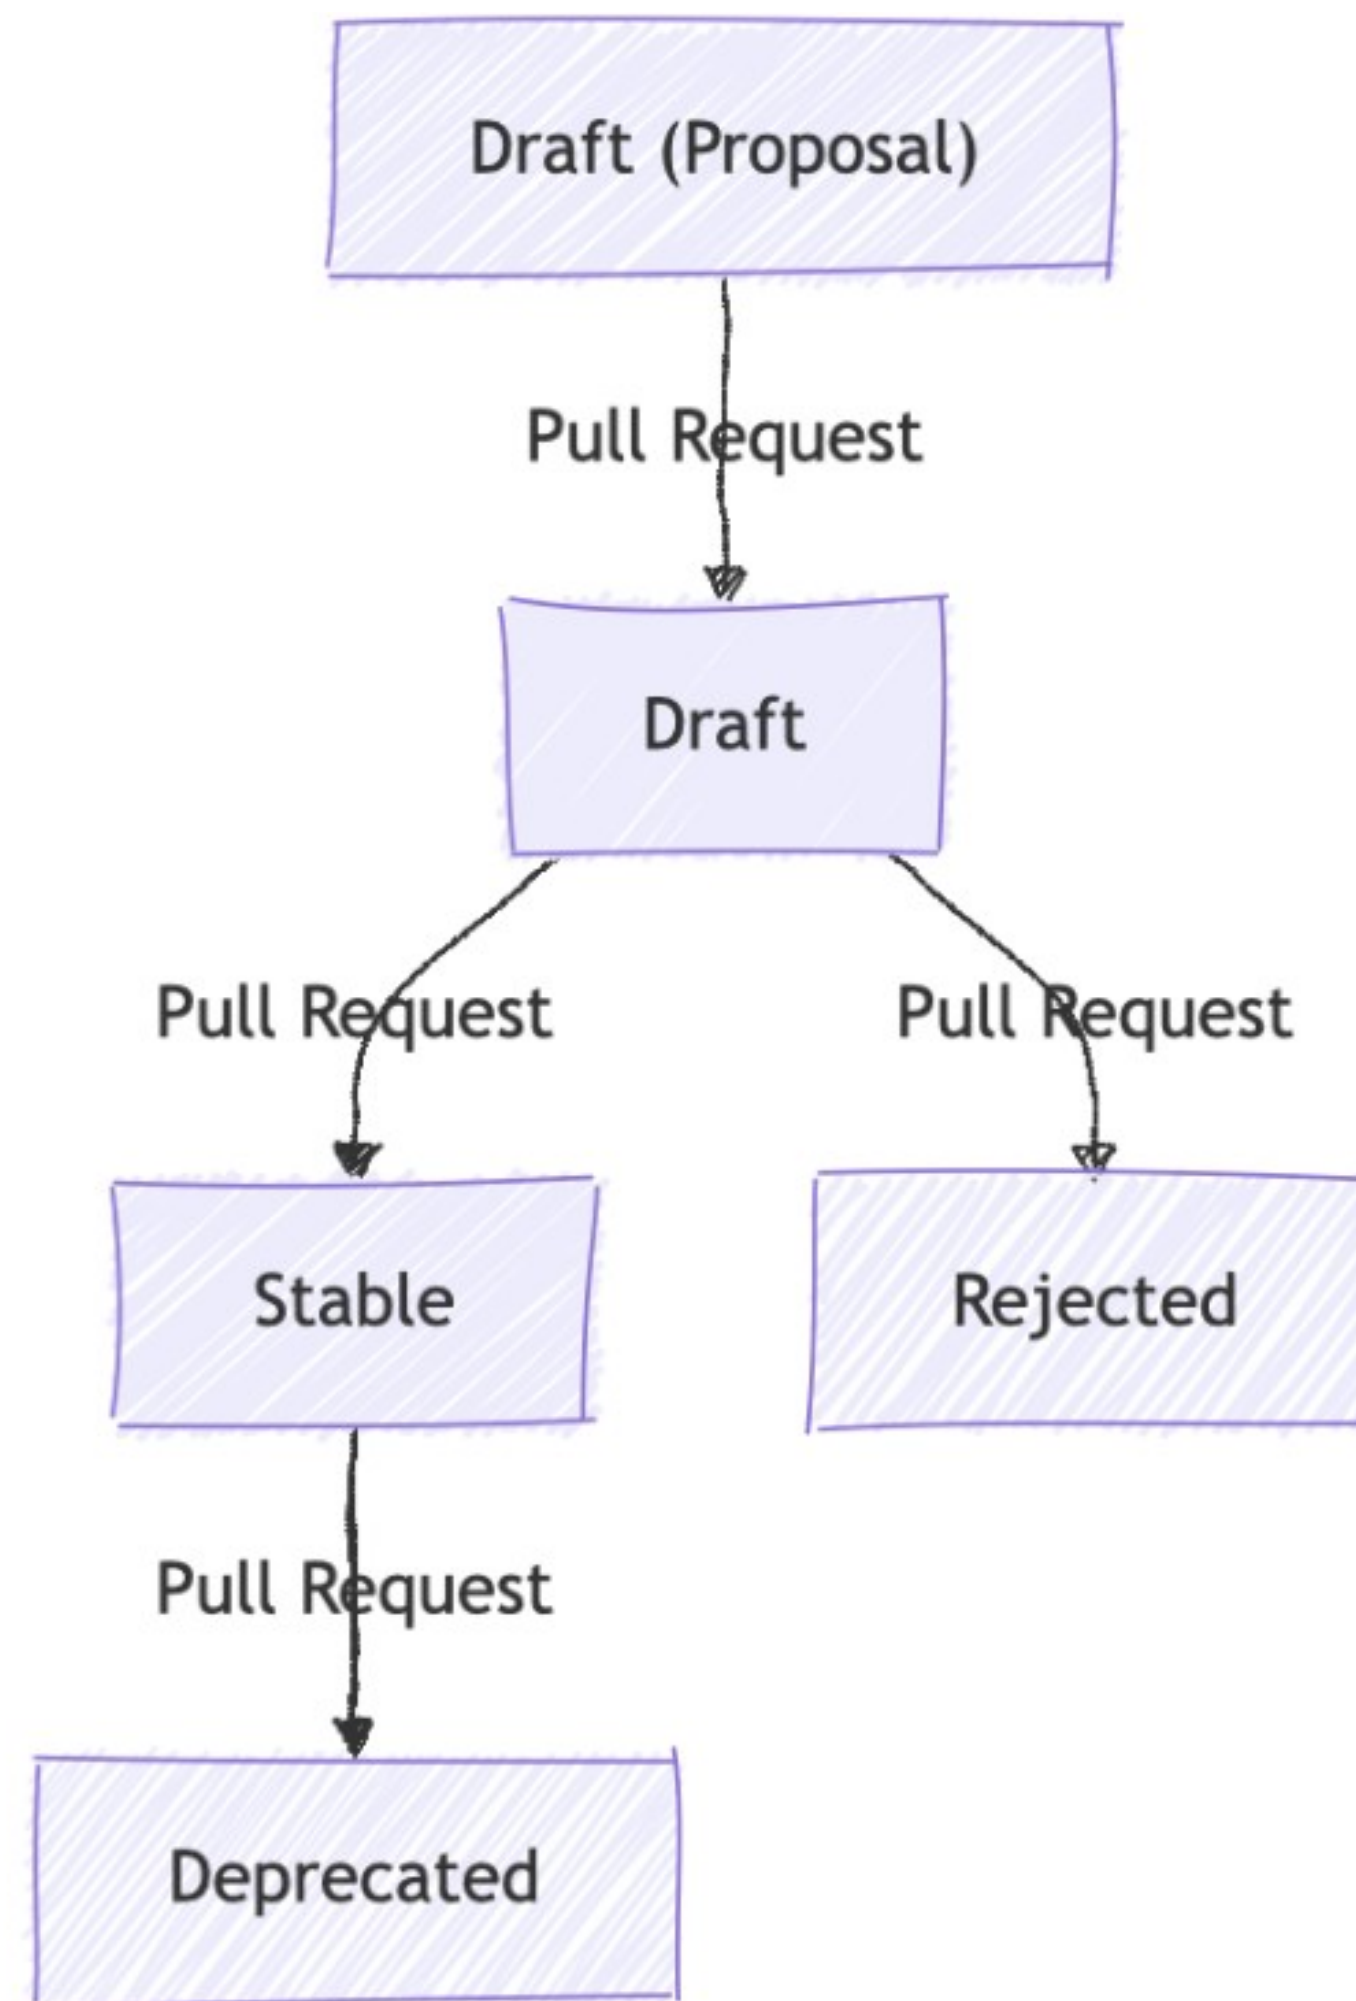 Draft (Proposal)
Pull Request
Draft
Pull Request
Pull Request
Stable
Rejected
Pull Request
Deprecated